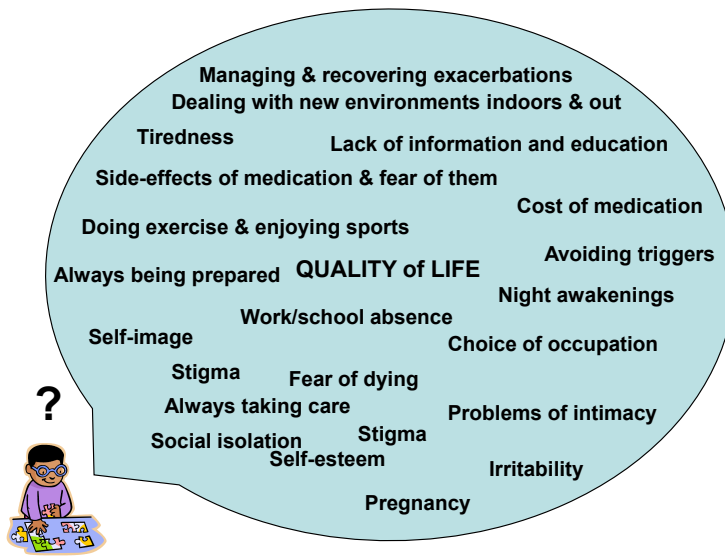 Managing & recovering exacerbations
Dealing with new environments indoors & out
Tiredness
Lack of information and education
Side-effects of medication & fear of them
Cost of medication
Doing exercise & enjoying sports
Avoiding triggers
Always being prepared
QUALITY of LIFE
Night awakenings
Work/school absence
Self-image
Choice of occupation
Stigma
Fear of dying
?
Always taking care
Problems of intimacy
Stigma
Social isolation
Self-esteem
Irritability
Pregnancy